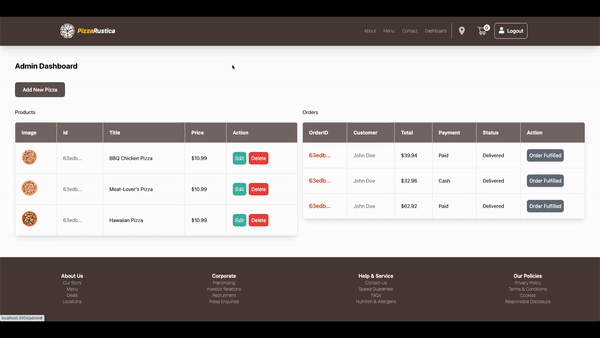 PizzaRustica
About Menu Contact Dashboard 0 Logout
Admin Dashboard
Add New Pizza
Products
Image Id Title Price Action
63edb... BBQ Chicken Pizza $10.99 Edit Delete
63edb... Meat-Lover's Pizza $10.99 Edit Delete
63edb... Hawaiian Pizza $10.99 Edit Delete
Orders
OrderID Customer Total Payment Status Action
63edb... John Doe $39.94 Paid Delivered Order Fulfilled
63edb... John Doe $32.96 Cash Delivered Order Fulfilled
63edb... John Doe $62.92 Paid Delivered Order Fulfilled
About Us
Our Story
Menu
Deals
Locations
Corporate
Franchising
Investor Relations
Recruitment
Press Enquiries
Help & Service
Contact Us
Speed Guarantee
FAQs
Nutrition & Allergens
Our Policies
Privacy Policy
Terms & Conditions
Cookies
Responsible Disclosure